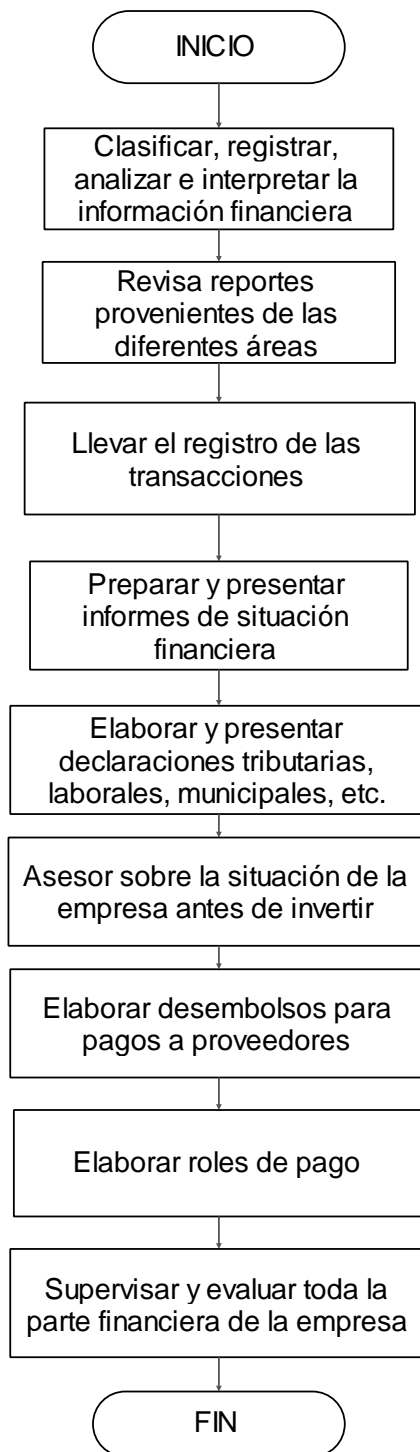 INICIO
Clasificar, registrar,
analizar e interpretar la
información financiera
Revisa reportes
provenientes de las
diferentes áreas
Llevar el registro de las
transacciones
Preparar y presentar
informes de situación
financiera
Elaborar y presentar
declaraciones tributarias,
laborales, municipales, etc.
Asesor sobre la situación de la
empresa antes de invertir
Elaborar desembolsos para
pagos a proveedores
Elaborar roles de pago
Supervisar y evaluar toda la
parte financiera de la empresa
FIN